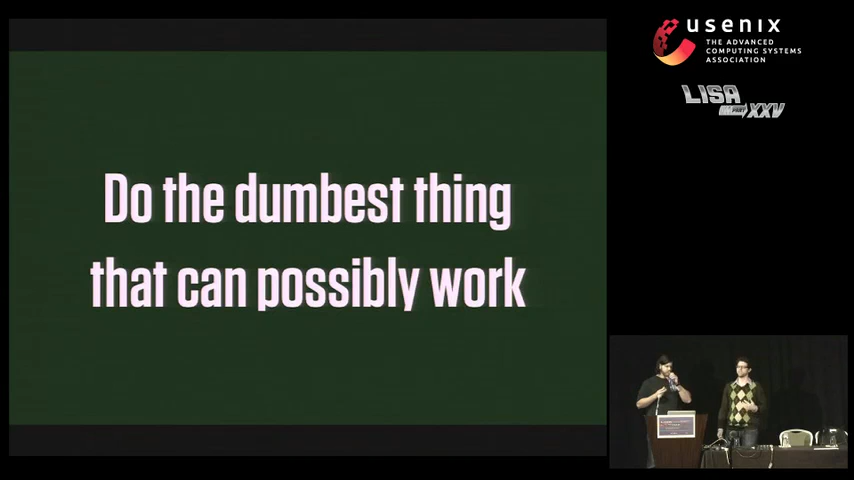 usenix
THE ADVANCED
COMPUTING SYSTEMS
ASSOCIATION
LISA
XXV
Do the dumbest thing
that can possibly work